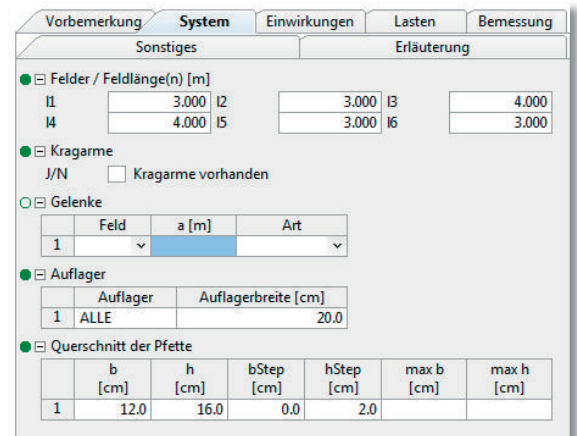 Vorbemerkung System Einwirkungen Lasten Bemessung
Sonstiges Erläuterung
Felder / Feldlänge(n) [m]
l1 3.000 l2 3.000 l3 4.000
l4 4.000 l5 3.000 l6 3.000
Kragarme
J/N Kragarme vorhanden
Gelenke
Feld a [m] Art
1
Auflager
Auflager Auflagerbreite [cm]
1 ALLE 20.0
Querschnitt der Pfette
b h bStep hStep max b max h
[cm] [cm] [cm] [cm] [cm] [cm]
1 12.0 16.0 0.0 2.0